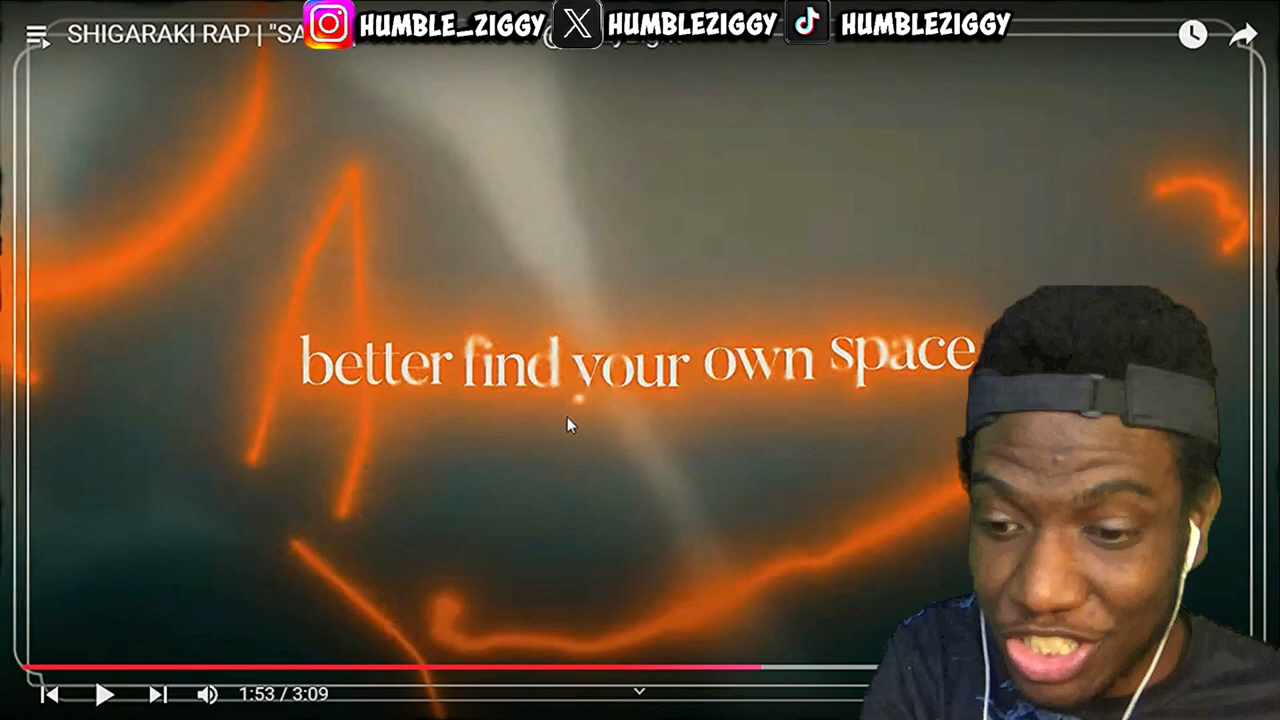 HUMBLE_ZIGGY HUMBLEZIGGY HUMBLEZIGGY
SHIGARAKI RAP | "SA
better find your own space
1:53 / 3:09